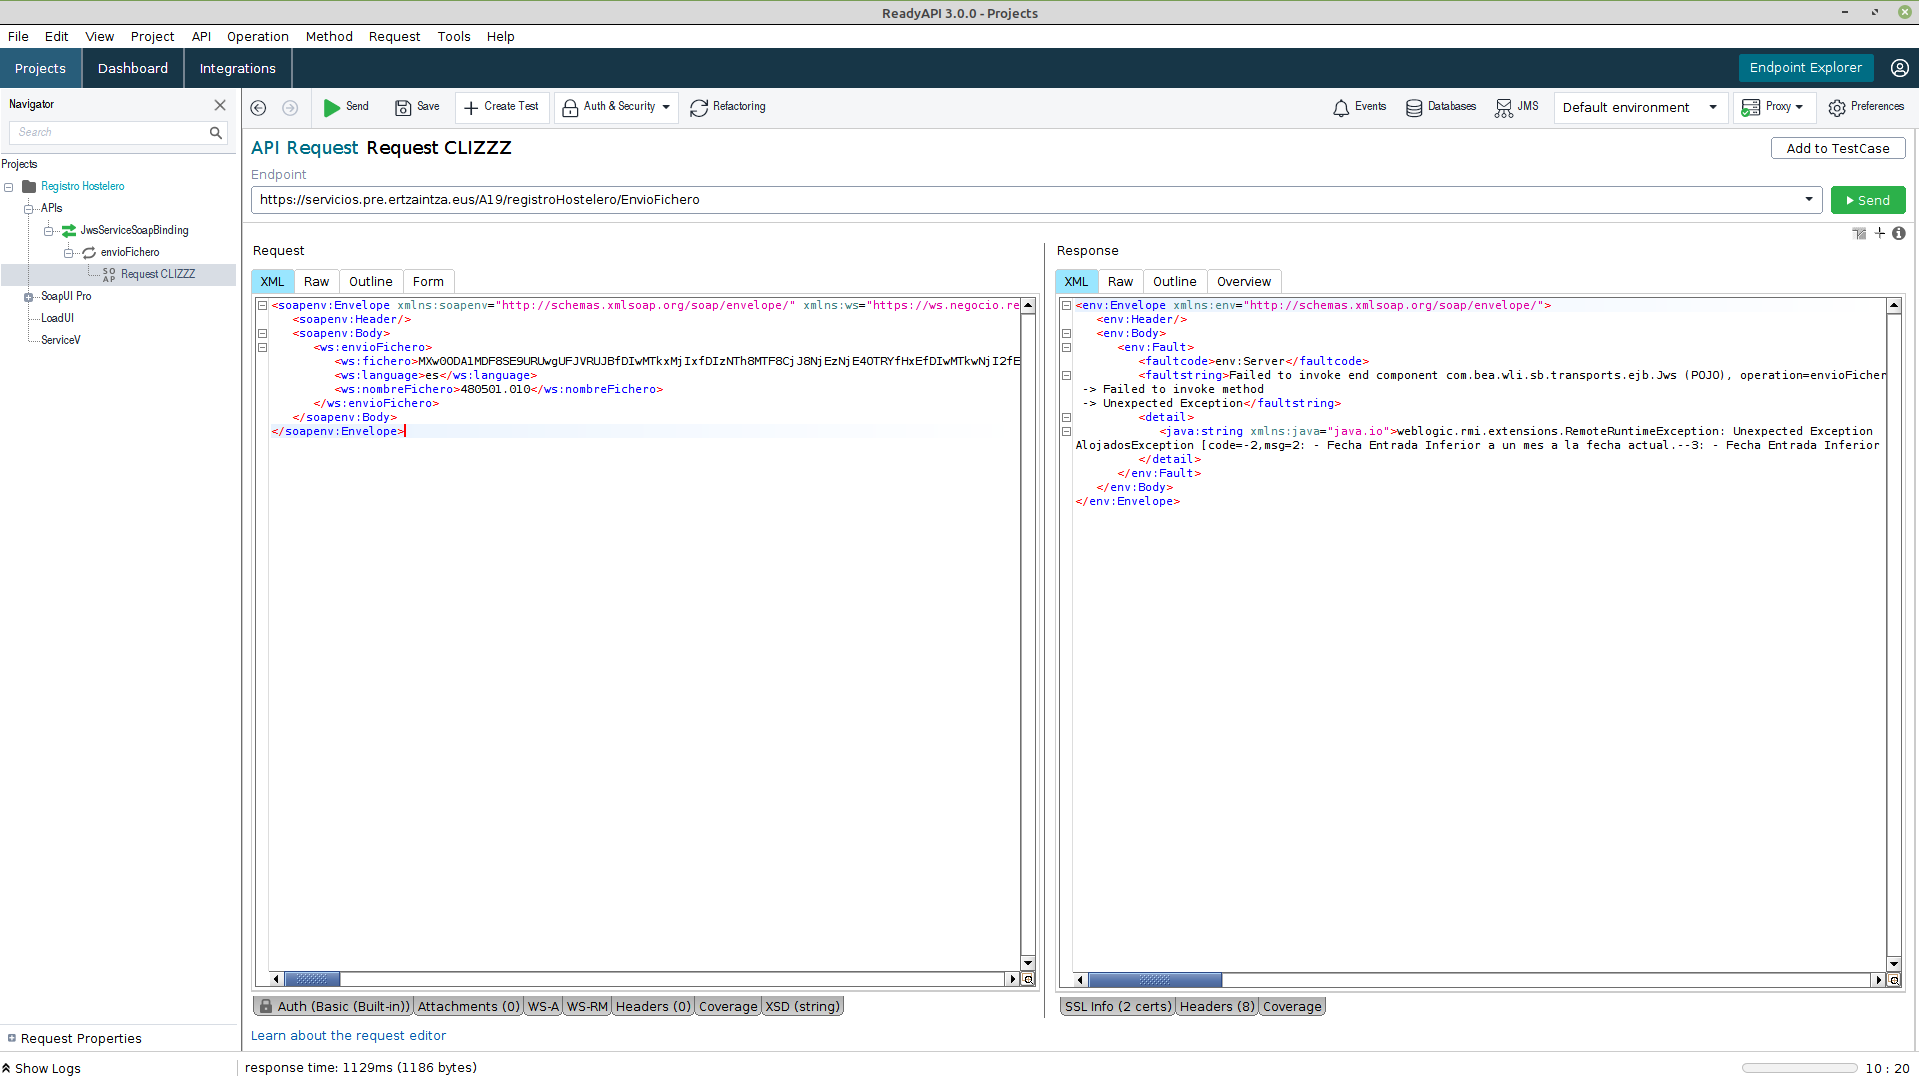 ReadyAPI 3.0.0 - Projects
File Edit View Project API Operation Method Request Tools Help
Projects Dashboard Integrations Endpoint Explorer
Navigator
Search
Send Save Create Test Auth & Security Refactoring Events Databases JMS Default environment Proxy Preferences
Projects
Registro Hostelero
APIs
JwsServiceSoapBinding
envioFichero
SO AP Request CLIZZZ
SoapUI Pro
LoadUI
ServiceV
API Request Request CLIZZZ
Add to TestCase
Endpoint
https://servicios.pre.ertzaintza.eus/A19/registroHostelero/EnvioFichero
Send
Request
XML Raw Outline Form
<soapenv:Envelope xmlns:soapenv="http://schemas.xmlsoap.org/soap/envelope/" xmlns:ws="https://ws.negocio.re
<soapenv:Header/>
<soapenv:Body>
<ws:envioFichero>
<ws:fichero>
<ws:language>es</ws:language>
<ws:nombreFichero>480501.010</ws:nombreFichero>
</ws:envioFichero>
</soapenv:Body>
</soapenv:Envelope>
Auth (Basic (Built-in)) Attachments (0) WS-A WS-RM Headers (0) Coverage XSD (string)
Learn about the request editor
Response
XML Raw Outline Overview
<env:Envelope xmlns:env="http://schemas.xmlsoap.org/soap/envelope/">
<env:Header/>
<env:Body>
<env:Fault>
<faultcode>env:Server</faultcode>
<faultstring>Failed to invoke end component com.bea.wli.sb.transports.ejb.Jws (POJO), operation=envioFicher
-> Failed to invoke method
-> Unexpected Exception</faultstring>
<detail>
<java:string xmlns:java="java.io">weblogic.rmi.extensions.RemoteRuntimeException: Unexpected Exception
AlojadosException [code=-2,msg=2: - Fecha Entrada Inferior a un mes a la fecha actual.--3: - Fecha Entrada Inferior
</detail>
</env:Fault>
</env:Body>
</env:Envelope>
SSL Info (2 certs) Headers (8) Coverage
Request Properties
Show Logs
response time: 1129ms (1186 bytes)
10 : 20